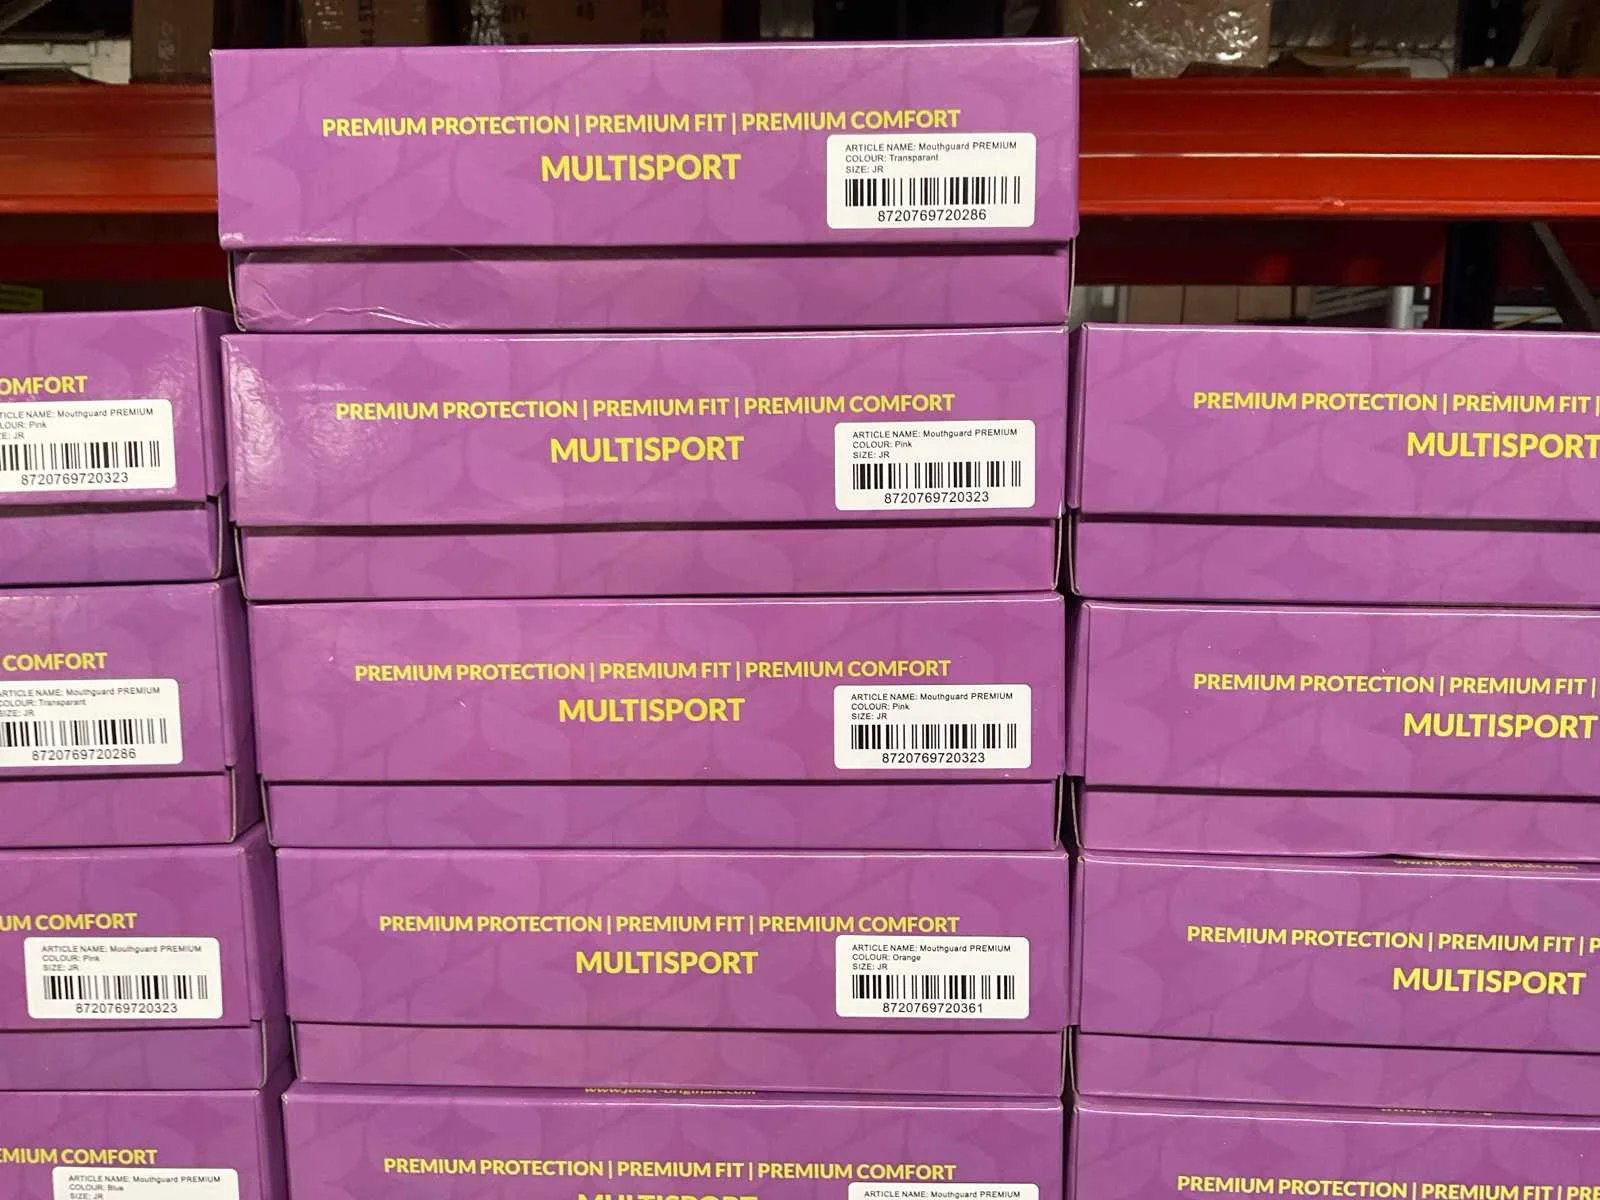 PREMIUM PROTECTION | PREMIUM FIT | PREMIUM COMFORT
MULTISPORT
ARTICLE NAME: Mouthguard PREMIUM
COLOUR: Transparant
SIZE: JR
8720769720286
OMFORT
TICLE NAME: Mouthguard PREMIUM
LOUR: Pink
ZE: JR
8720769720323
PREMIUM PROTECTION | PREMIUM FIT | PREMIUM COMFORT
MULTISPORT
ARTICLE NAME: Mouthguard PREMIUM
COLOUR: Pink
SIZE: JR
8720769720323
PREMIUM PROTECTION | PREMIUM FIT |
MULTISPORT
COMFORT
ARTICLE NAME: Mouthguard PREMIUM
COLOUR: Transparant
SIZE: JR
8720769720286
PREMIUM PROTECTION | PREMIUM FIT | PREMIUM COMFORT
MULTISPORT
ARTICLE NAME: Mouthguard PREMIUM
COLOUR: Pink
SIZE: JR
8720769720323
PREMIUM PROTECTION | PREMIUM FIT |
MULTISPORT
UM COMFORT
ARTICLE NAME: Mouthguard PREMIUM
COLOUR: Pink
SIZE: JR
8720769720323
PREMIUM PROTECTION | PREMIUM FIT | PREMIUM COMFORT
MULTISPORT
ARTICLE NAME: Mouthguard PREMIUM
COLOUR: Orange
SIZE: JR
8720769720361
PREMIUM PROTECTION | PREMIUM FIT | P
MULTISPORT
EMIUM COMFORT
ARTICLE NAME: Mouthguard PREMIUM
COLOUR: Blue
SIZE: JR
PREMIUM PROTECTION | PREMIUM FIT | PREMIUM COMFORT
MULTISPORT
ARTICLE NAME: Mouthguard PREMIUM
PREMIUM PROTECTION | PREMIUM FIT | PRE